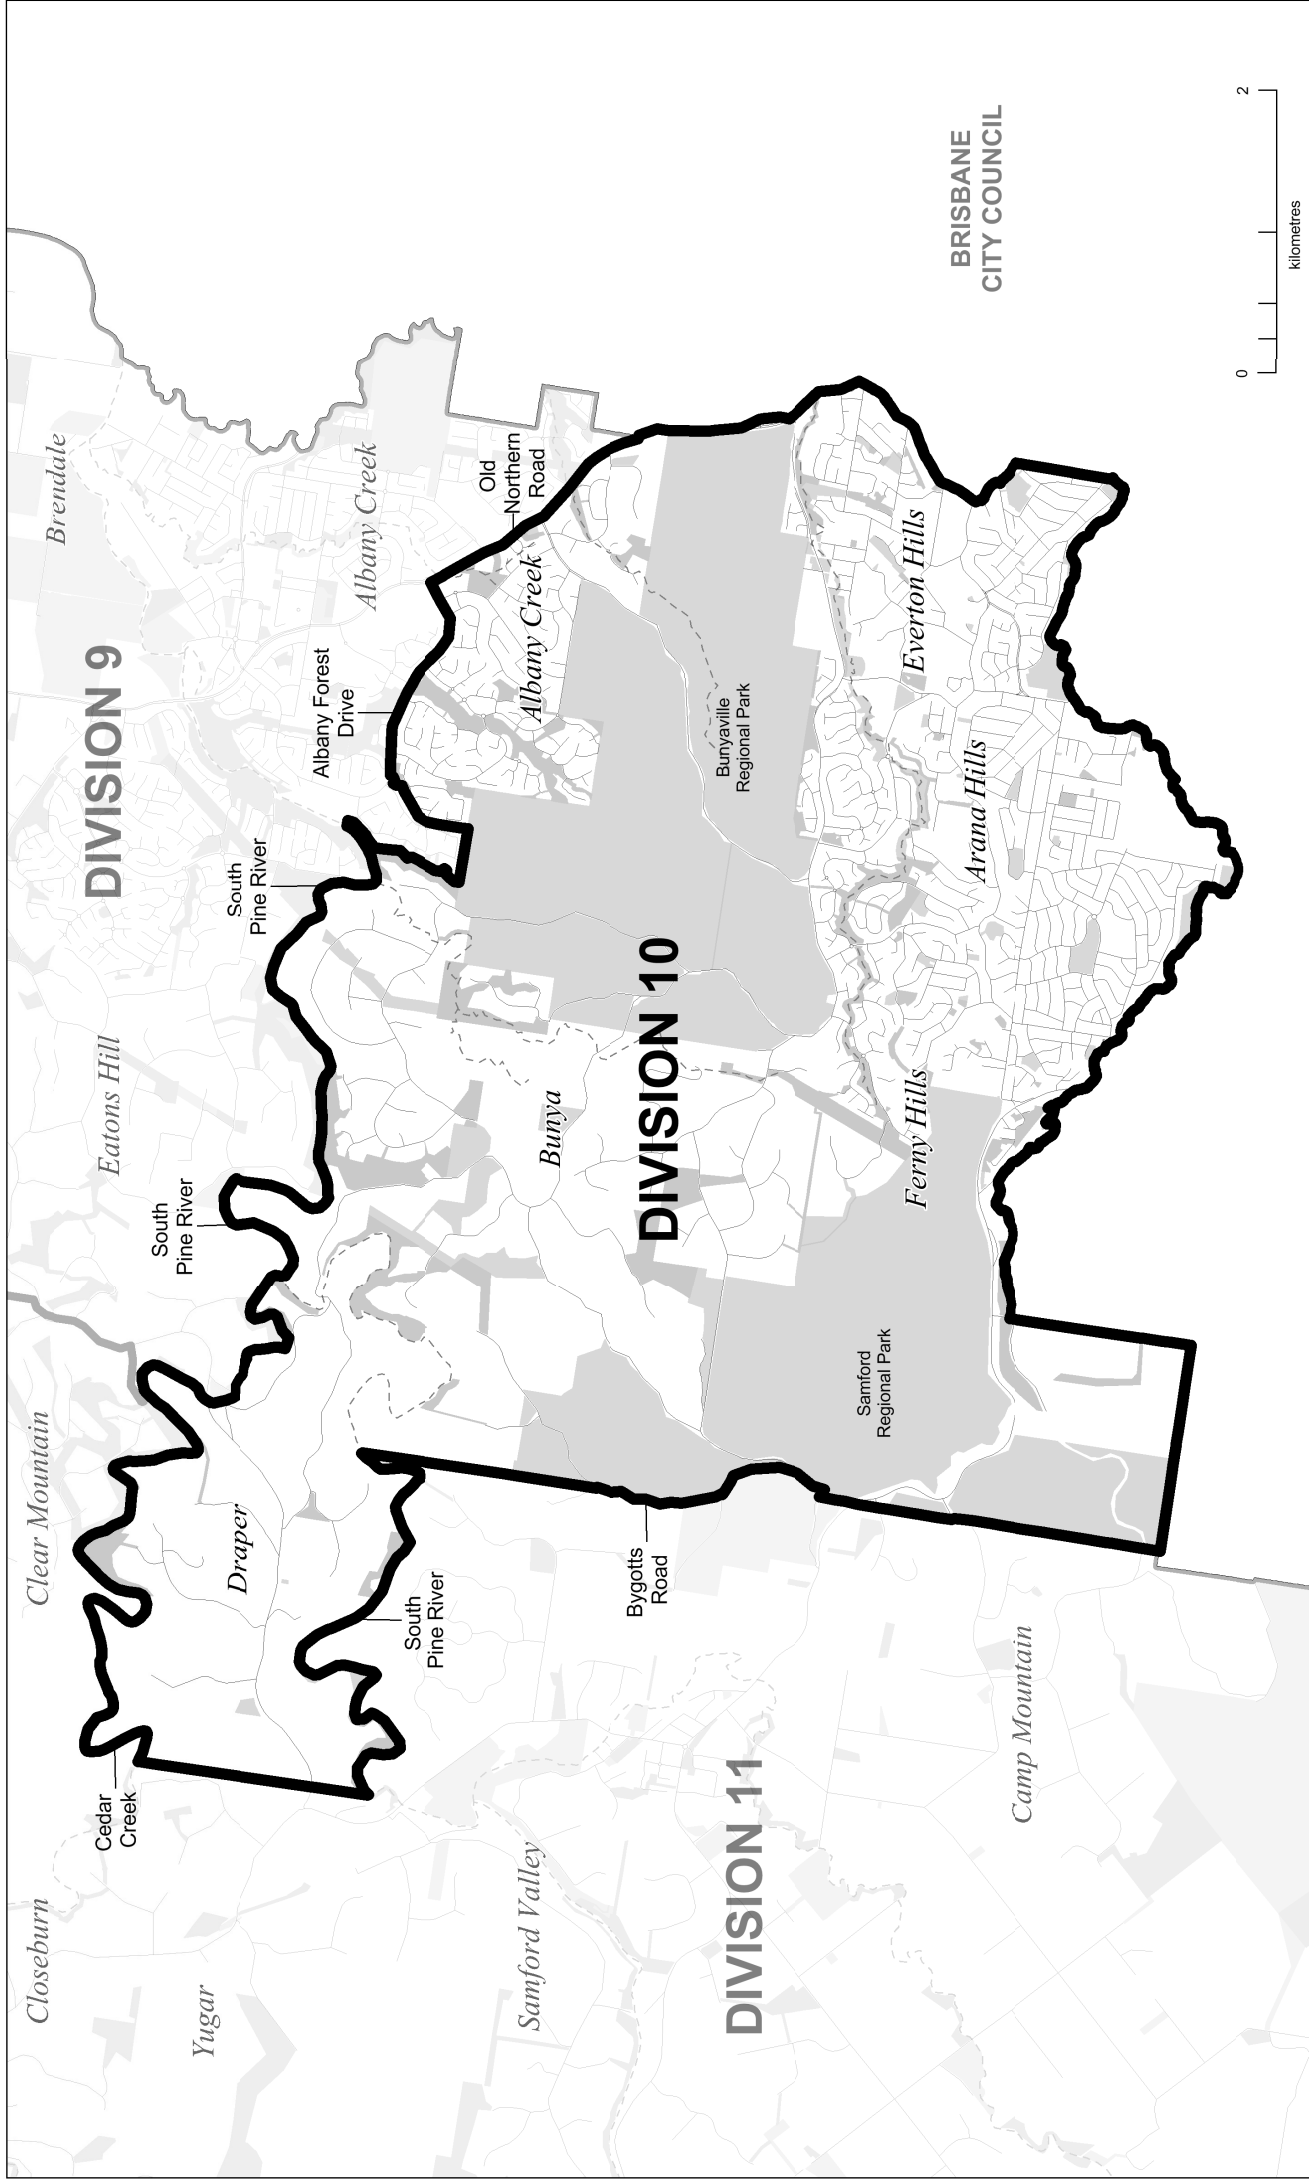 Closeburn
Clear Mountain
Brendale
DIVISION 9
Eatons Hill
Cedar
Creek
South
Pine River
Yugar
Draper
South
Pine River
Albany Forest
Drive
Albany Creek
South
Pine River
Old
Northern
Road
Samford Valley
Bunya
Albany Creek
Bygotts
Road
DIVISION 10
Bunyaville
Regional Park
DIVISION 11
Samford
Regional Park
Ferny Hills
Everton Hills
Arana Hills
BRISBANE
CITY COUNCIL
Camp Mountain
0
2
kilometres